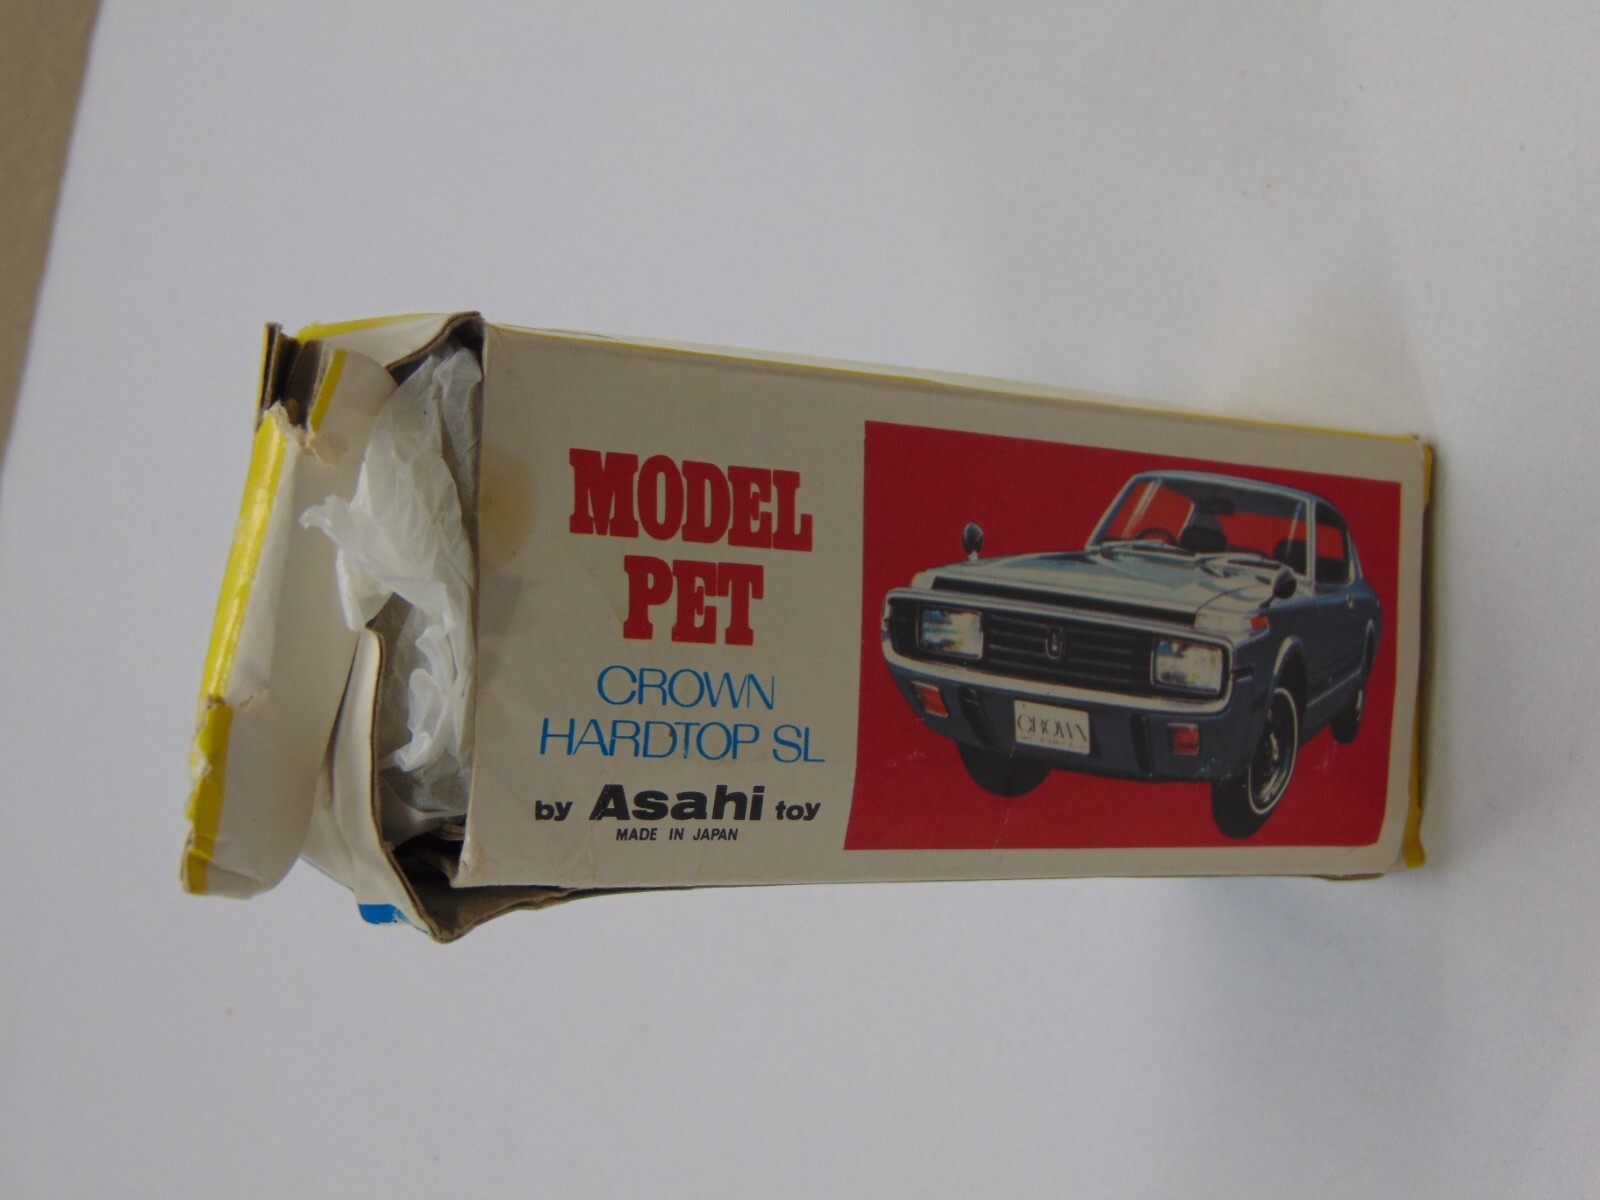 MODEL
PET
CROWN
HARDTOP SL
by Asahi toy
MADE IN JAPAN
CROWN